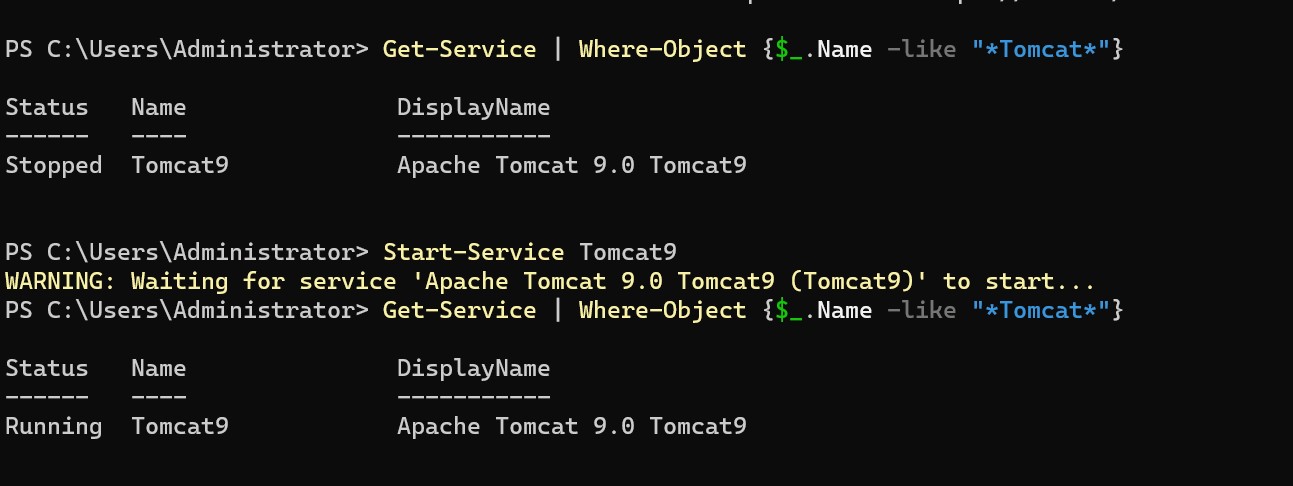 PS C:\Users\Administrator> Get-Service | Where-Object {$_.Name -like "*Tomcat*"}
Status   Name               DisplayName
------   ----               -----------
Stopped  Tomcat9            Apache Tomcat 9.0 Tomcat9
PS C:\Users\Administrator> Start-Service Tomcat9
WARNING: Waiting for service 'Apache Tomcat 9.0 Tomcat9 (Tomcat9)' to start...
PS C:\Users\Administrator> Get-Service | Where-Object {$_.Name -like "*Tomcat*"}
Status   Name               DisplayName
------   ----               -----------
Running  Tomcat9            Apache Tomcat 9.0 Tomcat9